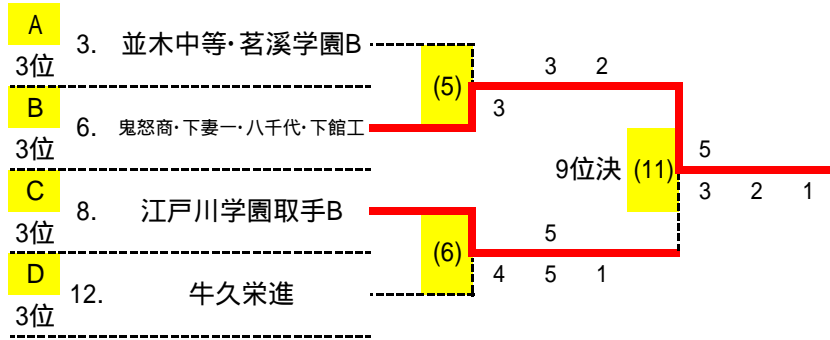 A
3位
3. 並木中等・茗溪学園B
B
3位
6. 鬼怒商・下妻一・八千代・下館工
C
3位
8. 江戸川学園取手B
D
3位
12. 牛久栄進
(5)
3 2
3
(6)
5
4 5 1
9位決 (11)
5
3 2 1